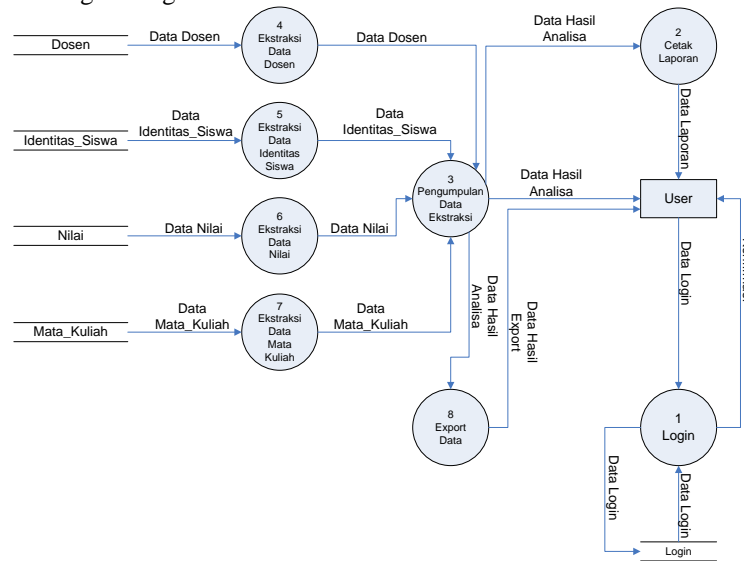 4
Ekstraksi
Data
Dosen
Dosen
Data Dosen
Data Dosen
Data Hasil
Analisa
2
Cetak
Laporan
Data
Identitas_Siswa
Identitas_Siswa
5
Ekstraksi
Data
Identitas
Siswa
Data
Identitas_Siswa
Data Laporan
3
Pengumpulan
Data
Ekstraksi
Data Hasil
Analisa
User
Nilai
Data Nilai
6
Ekstraksi
Data
Nilai
Data Nilai
Data Login
Data
Mata_Kuliah
Mata_Kuliah
7
Ekstraksi
Data
Mata
Kuliah
Data
Mata_Kuliah
Data Hasil
Analisa
Data Hasil
Export
8
Export
Data
1
Login
Data Login
Data Login
Login